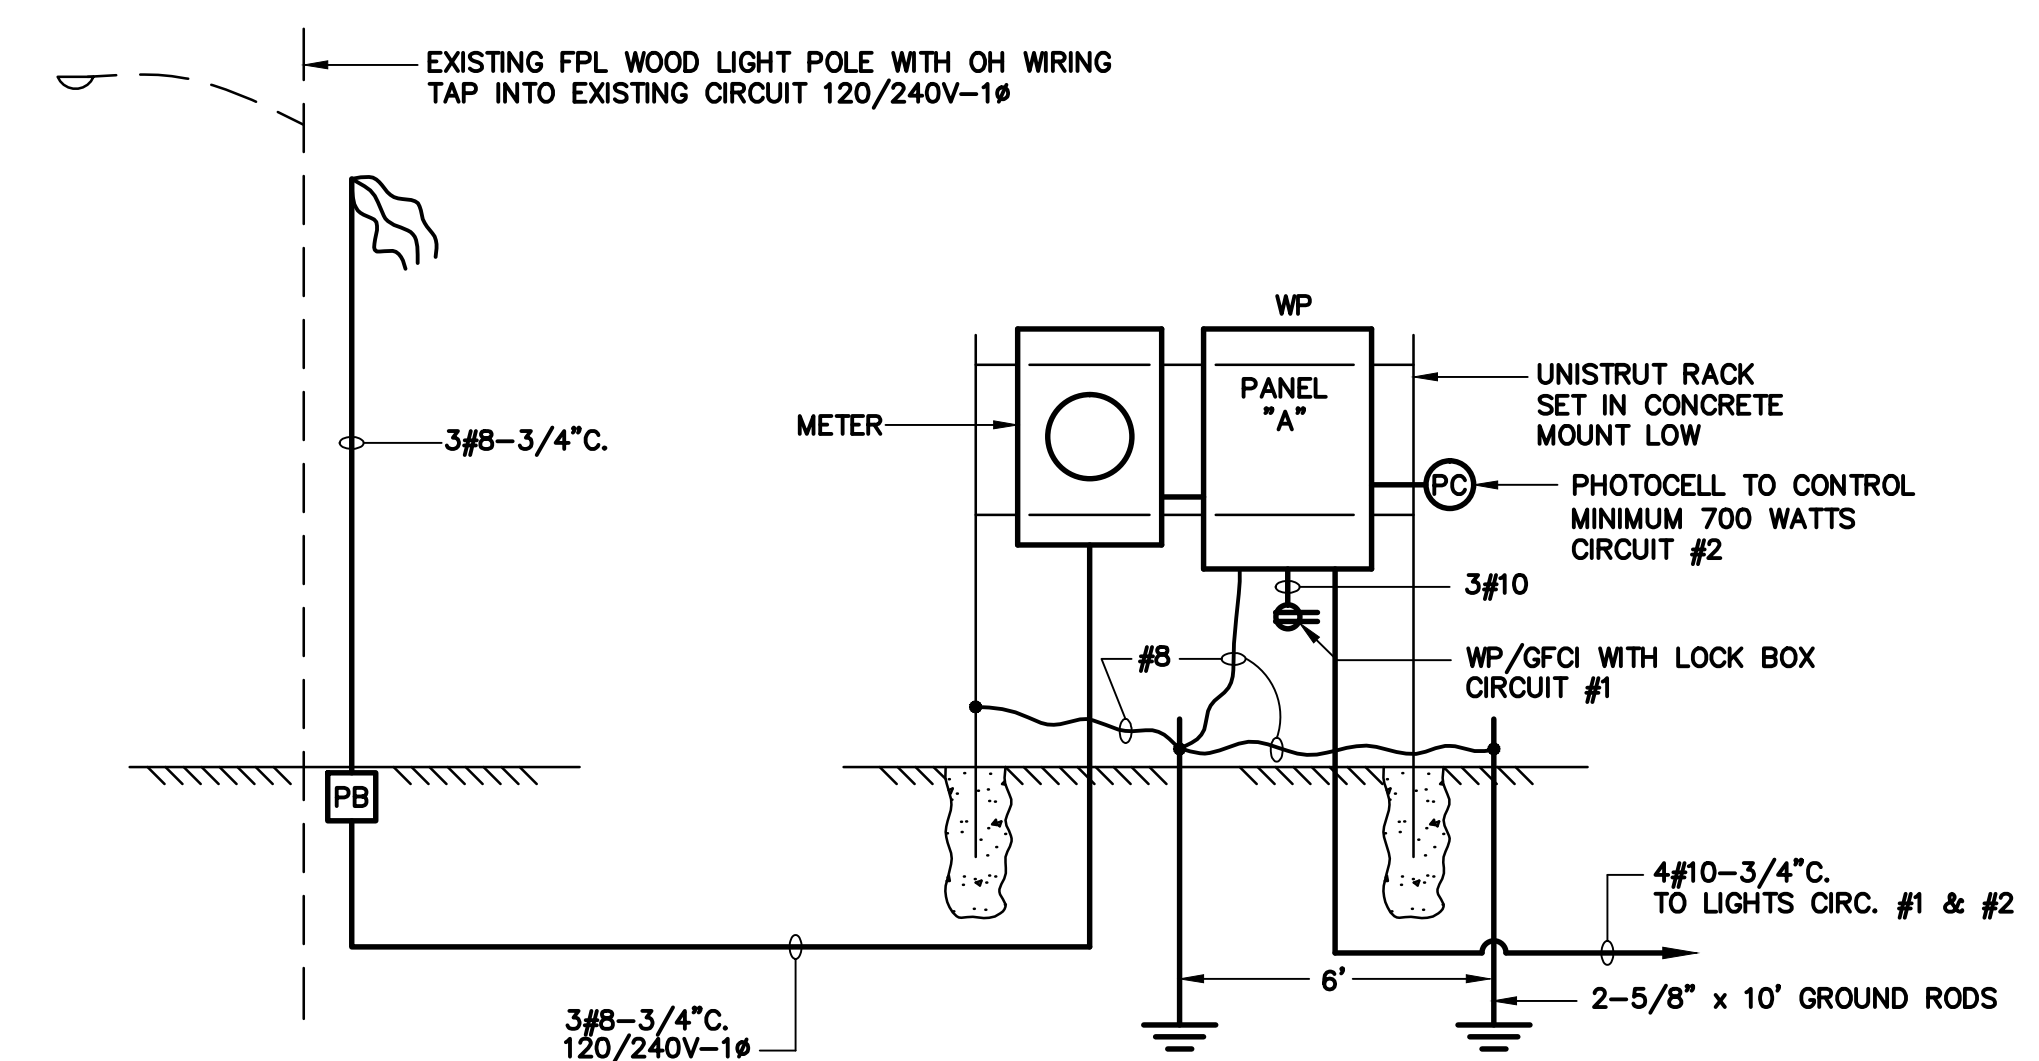 EXISTING FPL WOOD LIGHT POLE WITH OH WIRING
TAP INTO EXISTING CIRCUIT 120/240V-1ø
WP
PANEL
"A"
METER
UNISTRUT RACK
SET IN CONCRETE
MOUNT LOW
3#8-3/4"C.
PC
PHOTOCELL TO CONTROL
MINIMUM 700 WATTS
CIRCUIT #2
3#10
#8
WP/GFCI WITH LOCK BOX
CIRCUIT #1
PB
4#10-3/4"C.
TO LIGHTS CIRC. #1 & #2
6'
2-5/8" x 10' GROUND RODS
3#8-3/4"C.
120/240V-1ø